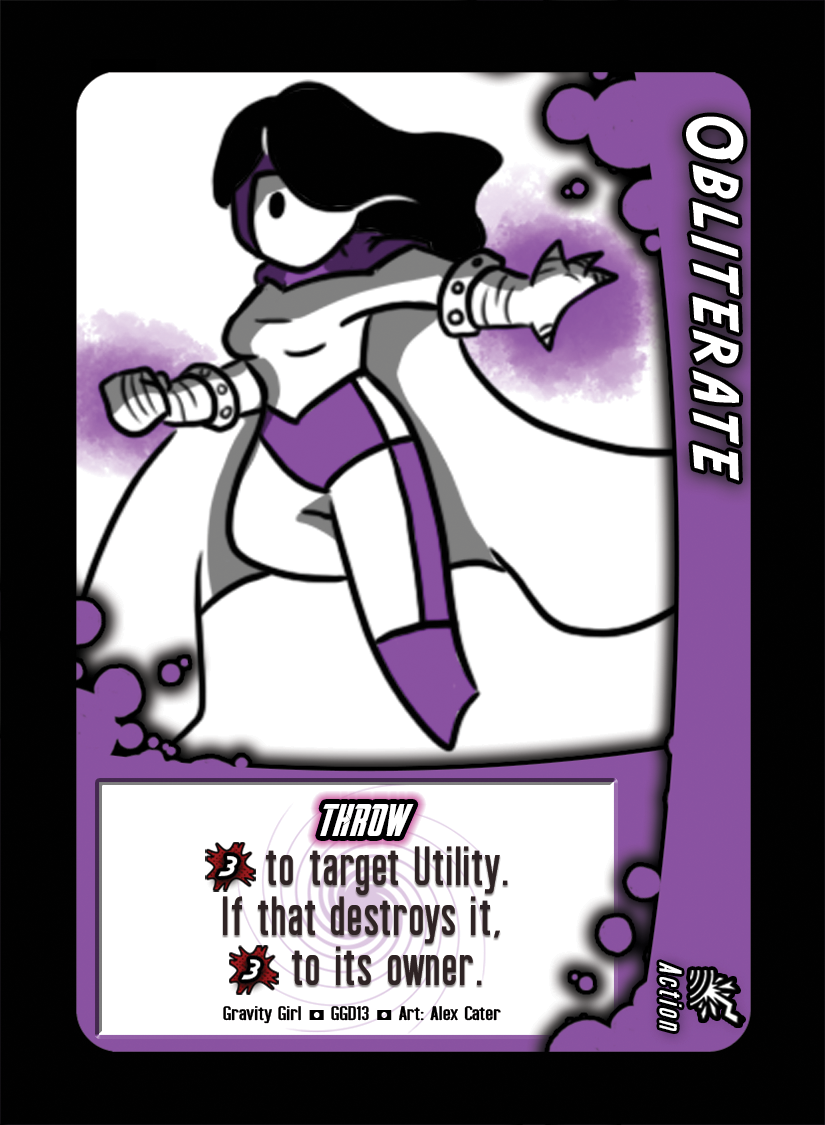 OBLITERATE
THROW
3 to target Utility.
If that destroys it,
3 to its owner.
Gravity Girl GGD13 Art: Alex Cater
Action